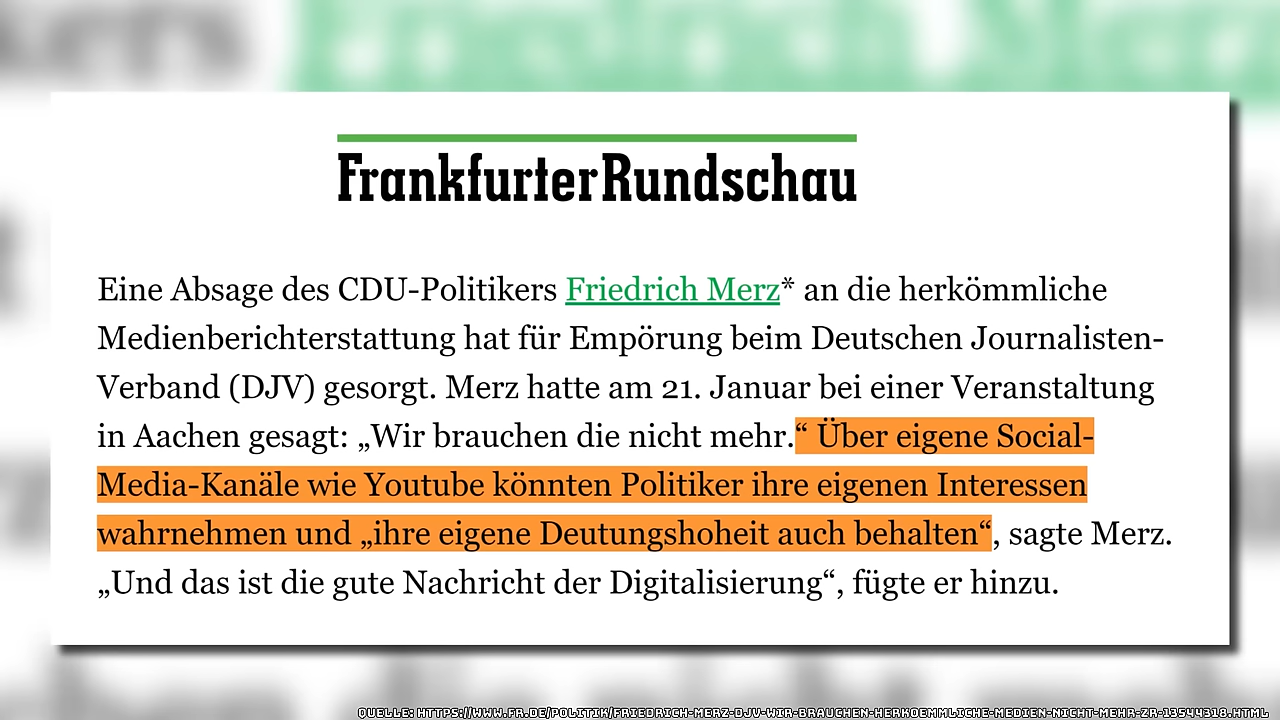 Frankfurter Rundschau
Eine Absage des CDU-Politikers Friedrich Merz* an die herkömmliche
Medienberichterstattung hat für Empörung beim Deutschen Journalisten-
Verband (DJV) gesorgt. Merz hatte am 21. Januar bei einer Veranstaltung
in Aachen gesagt: „Wir brauchen die nicht mehr.“ Über eigene Social-
Media-Kanäle wie Youtube könnten Politiker ihre eigenen Interessen
wahrnehmen und „ihre eigene Deutungshoheit auch behalten“, sagte Merz.
„Und das ist die gute Nachricht der Digitalisierung“, fügte er hinzu.
QUELLE: HTTPS://WWW.FR.DE/POLITIK/FRIEDRICH-MERZ-DJV-WIR-BRAUCHEN-HERKOEMMLICHE-MEDIEN-NICHT-MEHR-ZR-13544318.HTML